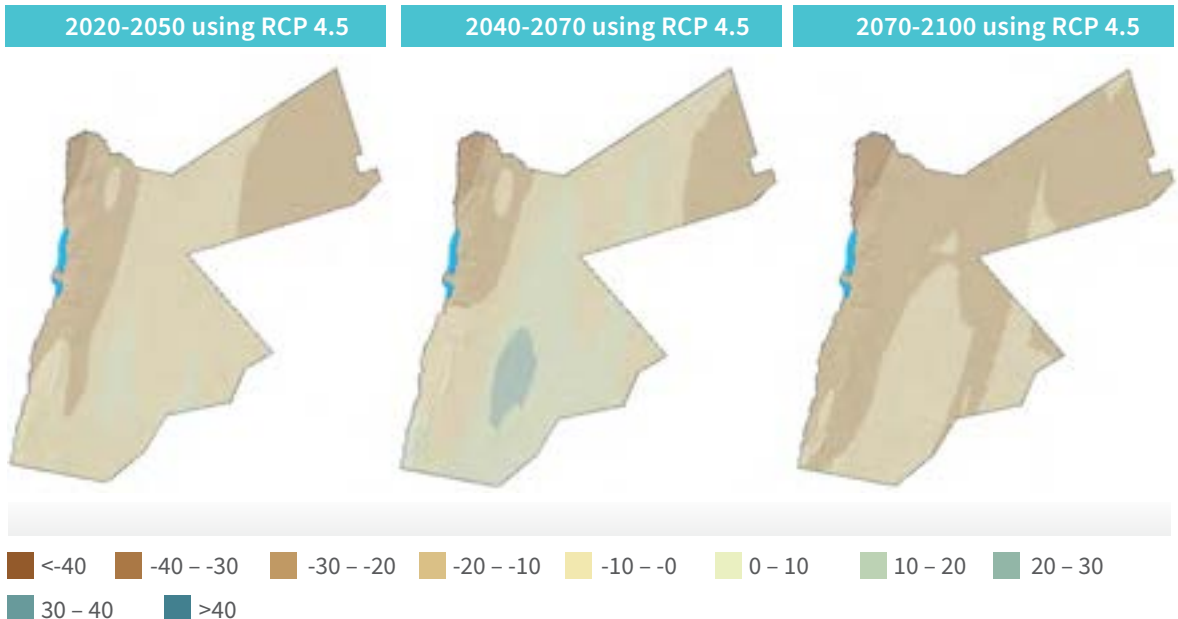 2020-2050 using RCP 4.5
2040-2070 using RCP 4.5
2070-2100 using RCP 4.5
<-40
-40 – -30
-30 – -20
-20 – -10
-10 – -0
0 – 10
10 – 20
20 – 30
30 – 40
>40